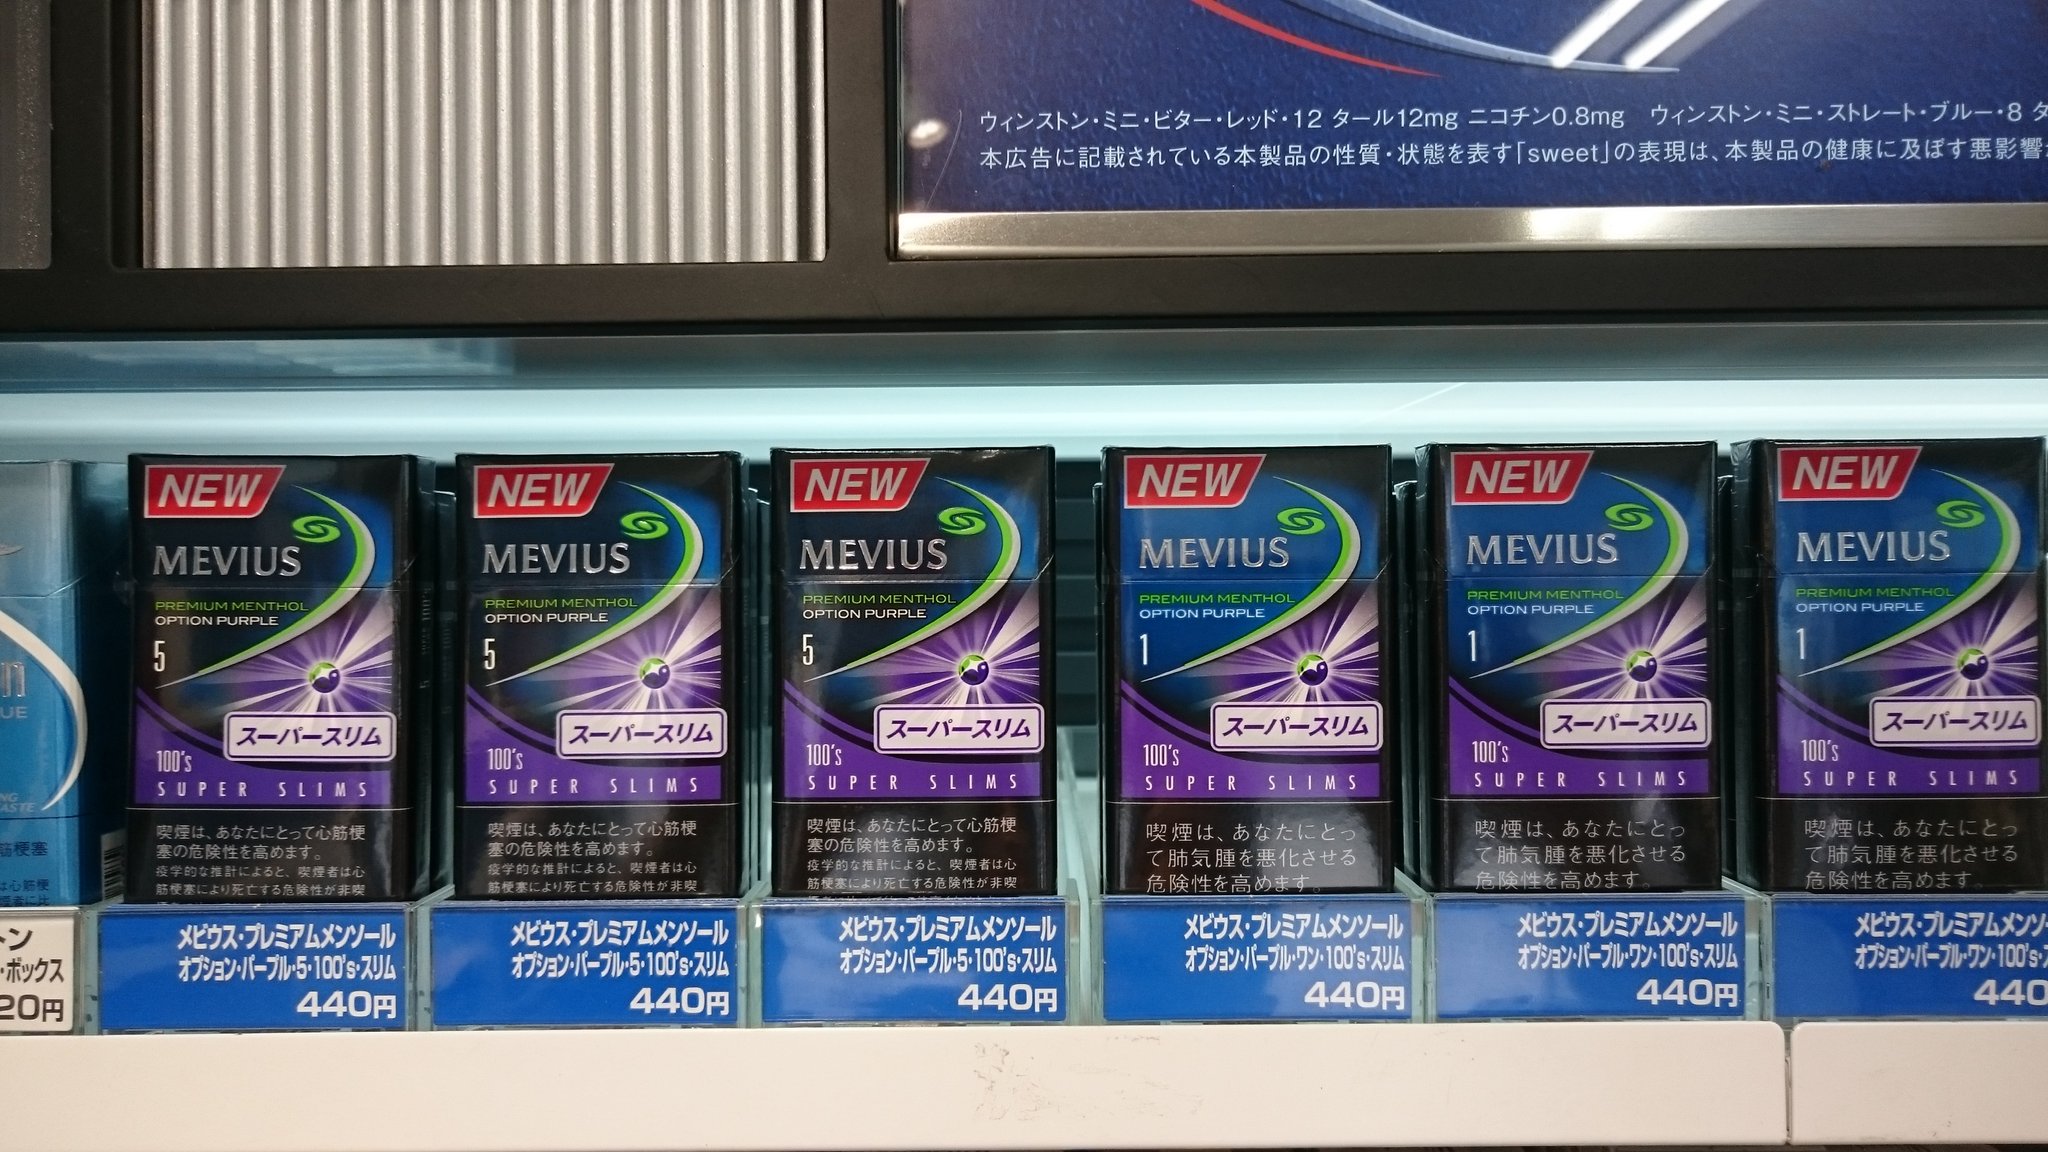 ウィンストン・ミニ・ビター・レッド・12 タール12mg ニコチン0.8mg ウィンストン・ミニ・ストレート・ブルー・8 タ
本広告に記載されている本製品の性質・状態を表す「sweet」の表現は、本製品の健康に及ぼす悪影響
NEW
MEVIUS
PREMIUM MENTHOL
OPTION PURPLE
5
スーパースリム
100's
SUPER SLIMS
喫煙は、あなたにとって心筋梗
塞の危険性を高めます。
疫学的な推計によると、喫煙者は心
筋梗塞により死亡する危険性が非喫
NEW
MEVIUS
PREMIUM MENTHOL
OPTION PURPLE
5
スーパースリム
100's
SUPER SLIMS
喫煙は、あなたにとって心筋梗
塞の危険性を高めます。
疫学的な推計によると、喫煙者は心
筋梗塞により死亡する危険性が非喫
NEW
MEVIUS
PREMIUM MENTHOL
OPTION PURPLE
5
スーパースリム
100's
SUPER SLIMS
喫煙は、あなたにとって心筋梗
塞の危険性を高めます。
疫学的な推計によると、喫煙者は心
筋梗塞により死亡する危険性が非喫
NEW
MEVIUS
PREMIUM MENTHOL
OPTION PURPLE
1
スーパースリム
100's
SUPER SLIMS
喫煙は、あなたにとっ
て肺気腫を悪化させる
危険性を高めます。
NEW
MEVIUS
PREMIUM MENTHOL
OPTION PURPLE
1
スーパースリム
100's
SUPER SLIMS
喫煙は、あなたにとっ
て肺気腫を悪化させる
危険性を高めます。
NEW
MEVIUS
PREMIUM MENTHOL
OPTION PURPLE
1
スーパースリム
100's
SUPER SLIMS
喫煙は、あなたにとっ
て肺気腫を悪化させる
危険性を高めます。
トン
・ボックス
20円
メビウス・プレミアムメンソール
オプション・パープル・5・100's・スリム
440円
メビウス・プレミアムメンソール
オプション・パープル・5・100's・スリム
440円
メビウス・プレミアムメンソール
オプション・パープル・5・100's・スリム
440円
メビウス・プレミアムメンソール
オプション・パープル・ワン・100's・スリム
440円
メビウス・プレミアムメンソール
オプション・パープル・ワン・100's・スリム
440円
メビウス・プレミアムメンソ
オプション・パープル・ワン・100's・ス
440